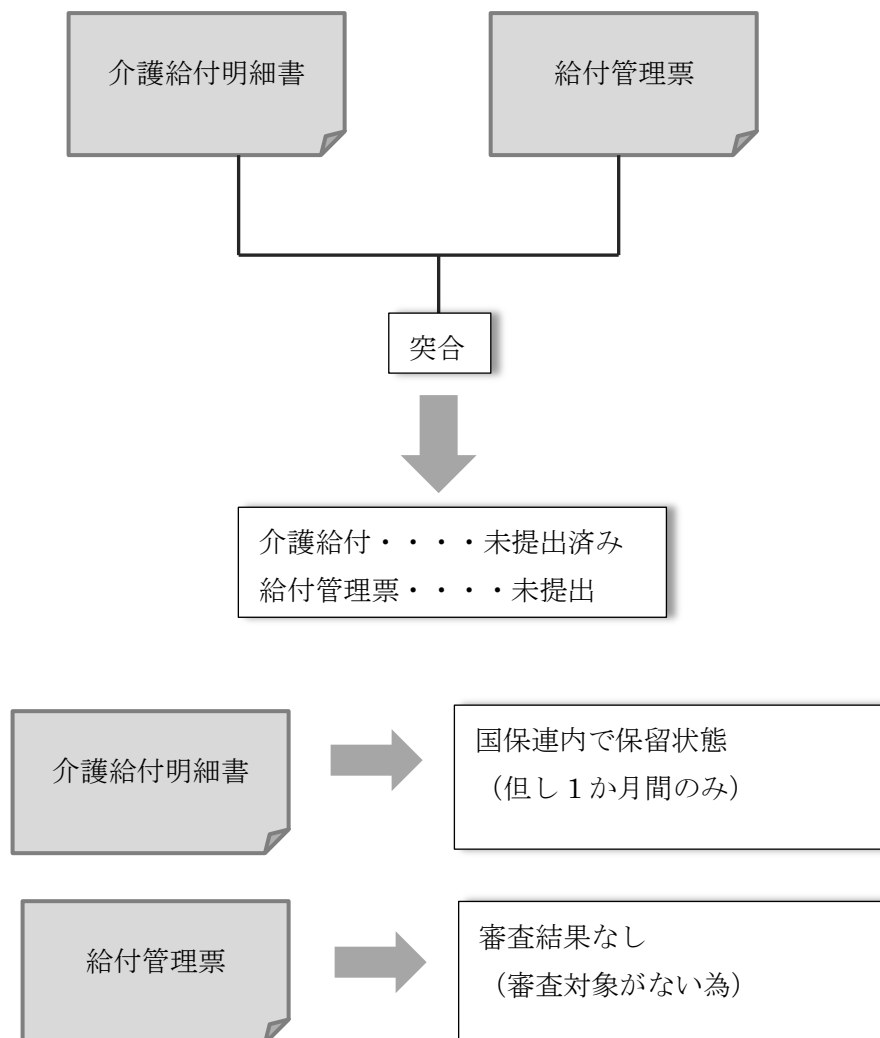 介護給付明細書
給付管理票
突合
介護給付・・・・未提出済み
給付管理票・・・・未提出
介護給付明細書
国保連内で保留状態
（但し１か月間のみ）
給付管理票
審査結果なし
（審査対象がない為）